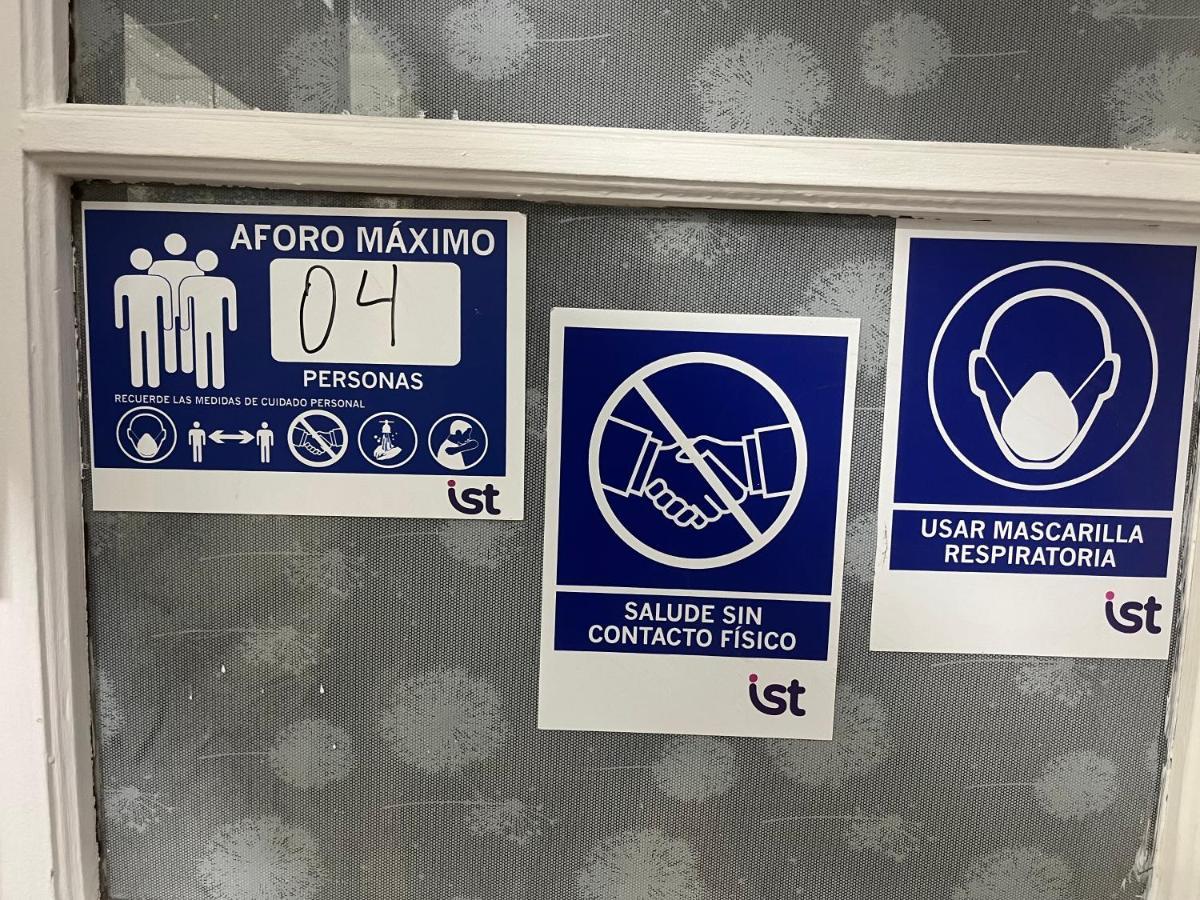 AFORO MÁXIMO
04
PERSONAS
RECUERDE LAS MEDIDAS DE CUIDADO PERSONAL
ist
SALUDE SIN
CONTACTO FÍSICO
ist
USAR MASCARILLA
RESPIRATORIA
ist